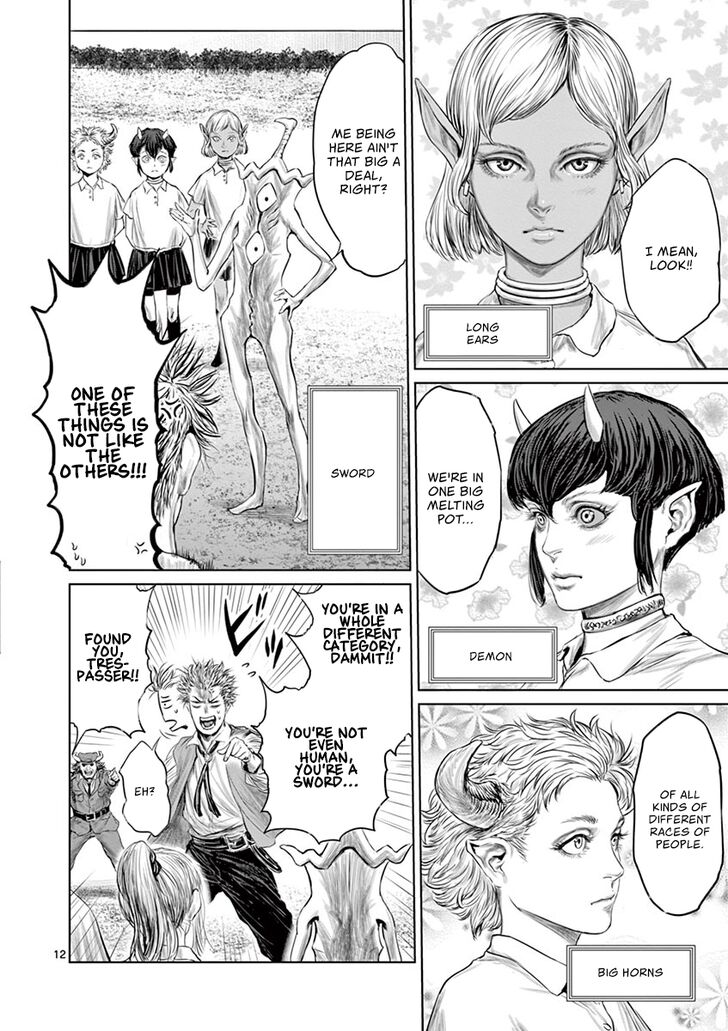 I MEAN,
LOOK!!
LONG
EARS
WE'RE IN
ONE BIG
MELTING
POT...
DEMON
OF ALL
KINDS OF
DIFFERENT
RACES OF
PEOPLE.
BIG HORNS
ME BEING
HERE AIN'T
THAT BIG A
DEAL,
RIGHT?
SWORD
ONE OF
THESE
THINGS IS
NOT LIKE
THE
OTHERS!!!
YOU'RE IN A
WHOLE
DIFFERENT
CATEGORY,
DAMMIT!!
YOU'RE NOT
EVEN
HUMAN,
YOU'RE A
SWORD...
FOUND
YOU,
TRES-
PASSER!!
EH?
12